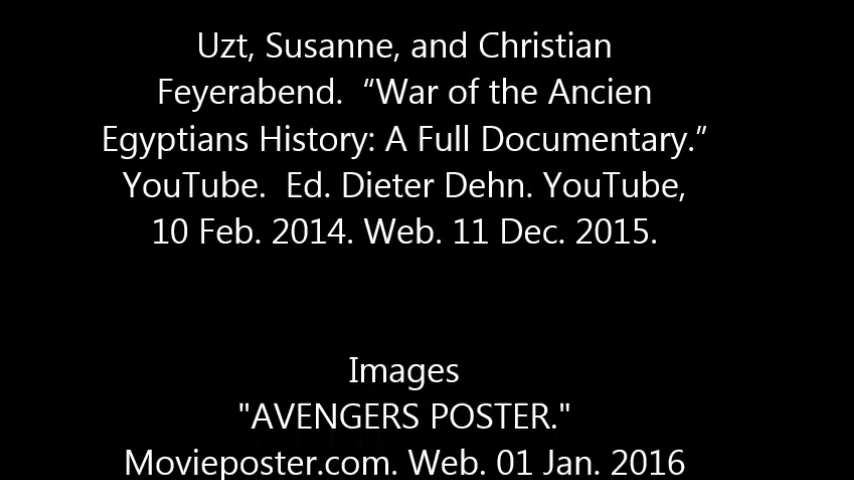 Uzt, Susanne, and Christian
Feyerabend.  “War of the Ancien
Egyptians History: A Full Documentary.”
YouTube.  Ed. Dieter Dehn. YouTube,
10 Feb. 2014. Web. 11 Dec. 2015.
Images
"AVENGERS POSTER."
Movieposter.com. Web. 01 Jan. 2016